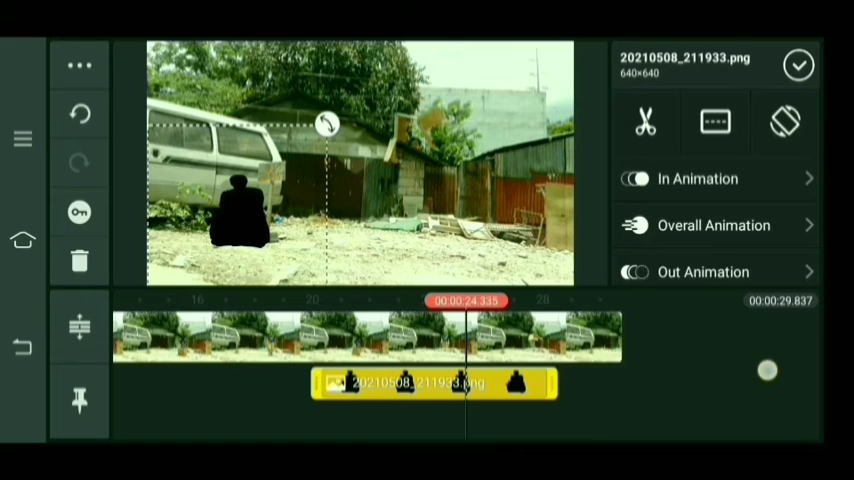 20210508_211933.png
640×640
In Animation
Overall Animation
Out Animation
16
20
00:00:24.335
28
00:00:29.837
20210508_211933.png